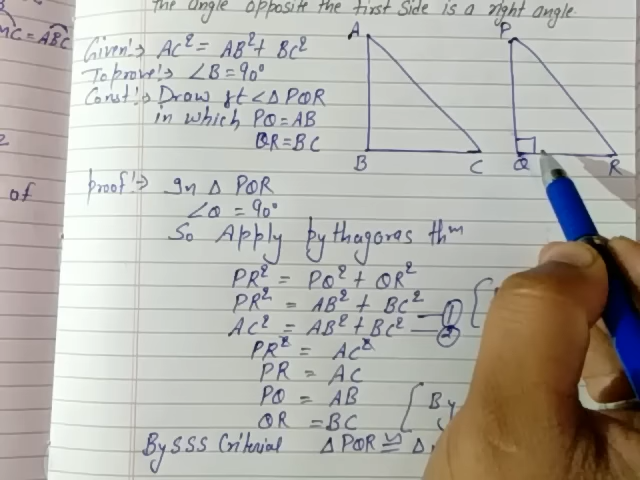 the angle opposite the first side is a right angle.
MC = ABC
Given:→ AC² = AB² + BC²
To prove:→ ∠B = 90°
Const:→ Draw rt ∠ △ PQR
in which PQ = AB
QR = BC
A
B
C
P
Q
R
of
Proof:→ In △ PQR
∠Q = 90°
So Apply pythagoras thm
PR² = PQ² + QR²
PR² = AB² + BC² — ①
AC² = AB² + BC² — ②
PR² = AC²
PR = AC
PQ = AB [ By
QR = BC
By SSS Criterial △ PQR ≅ △